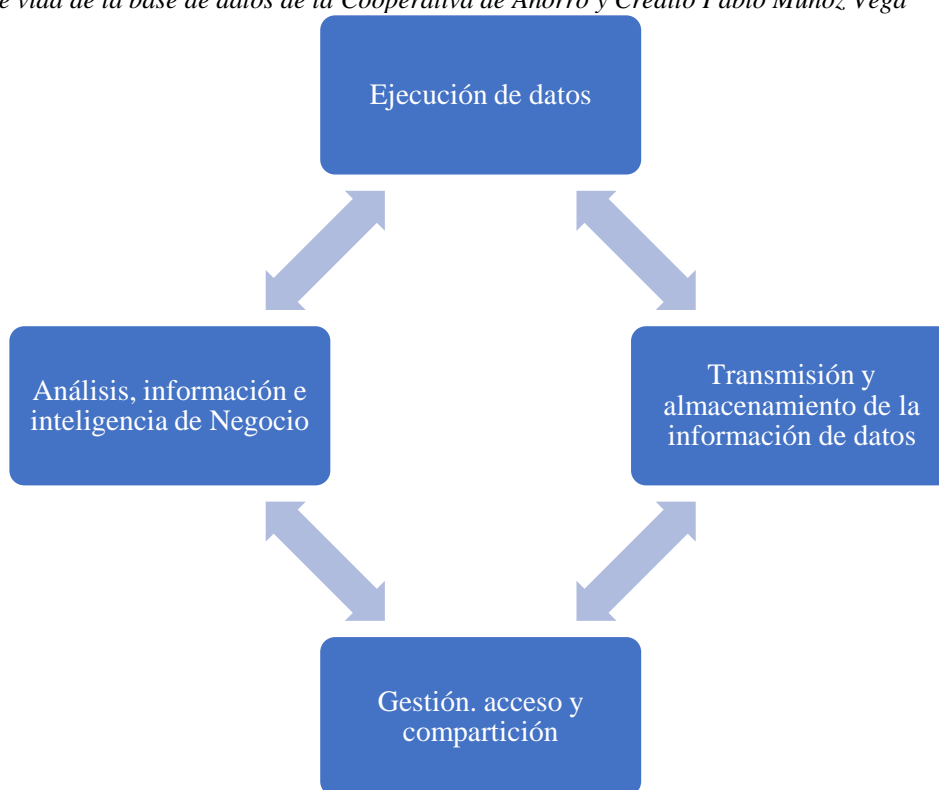 e vida de la base de datos de la Cooperativa de Ahorro y Crédito Pablo Muñoz Vega
Ejecución de datos
Análisis, información e
inteligencia de Negocio
Transmisión y
almacenamiento de la
información de datos
Gestión. acceso y
compartición